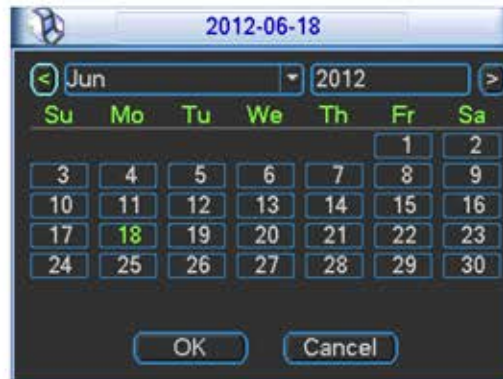 2012-06-18
< Jun 2012 >
Su Mo Tu We Th Fr Sa
1 2
3 4 5 6 7 8 9
10 11 12 13 14 15 16
17 18 19 20 21 22 23
24 25 26 27 28 29 30
OK Cancel